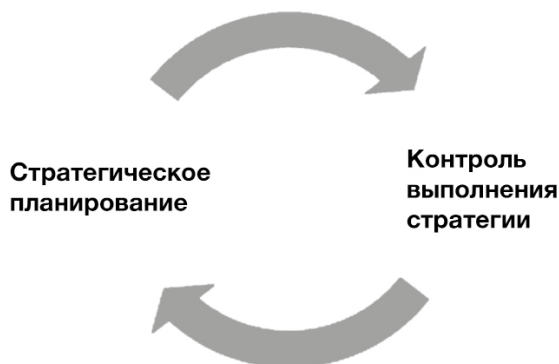 Стратегическое
планирование
Контроль
выполнения
стратегии